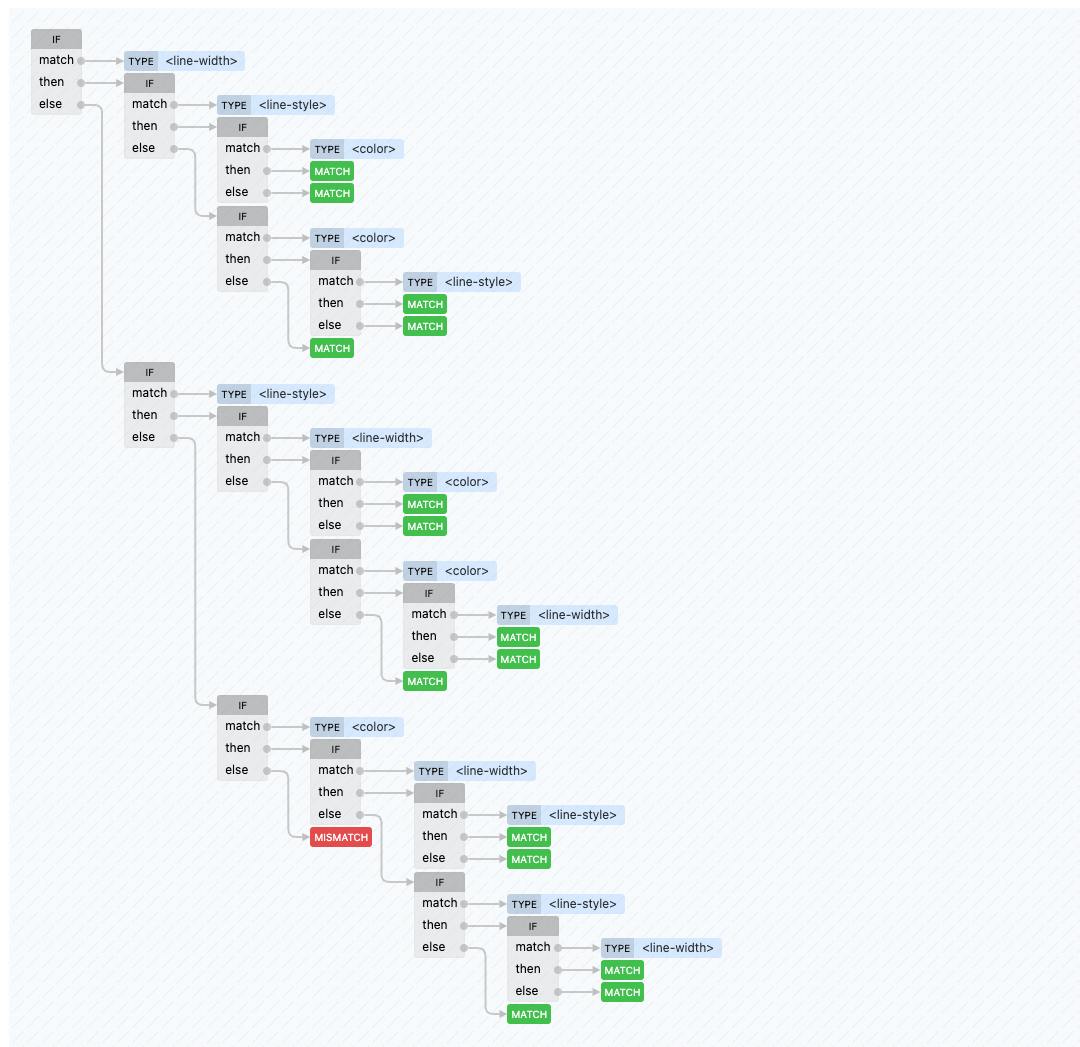 IF
match TYPE <line-width>
then IF
else match TYPE <line-style>
then IF
else match TYPE <color>
then MATCH
else MATCH
IF
match TYPE <color>
then IF
else match TYPE <line-style>
then MATCH
else MATCH
MATCH
IF
match TYPE <line-style>
then IF
else match TYPE <line-width>
then IF
else match TYPE <color>
then MATCH
else MATCH
IF
match TYPE <color>
then IF
else match TYPE <line-width>
then MATCH
else MATCH
MATCH
IF
match TYPE <color>
then IF
else match TYPE <line-width>
then IF
else match TYPE <line-style>
MISMATCH then MATCH
else MATCH
IF
match TYPE <line-style>
then IF
else match TYPE <line-width>
then MATCH
else MATCH
MATCH